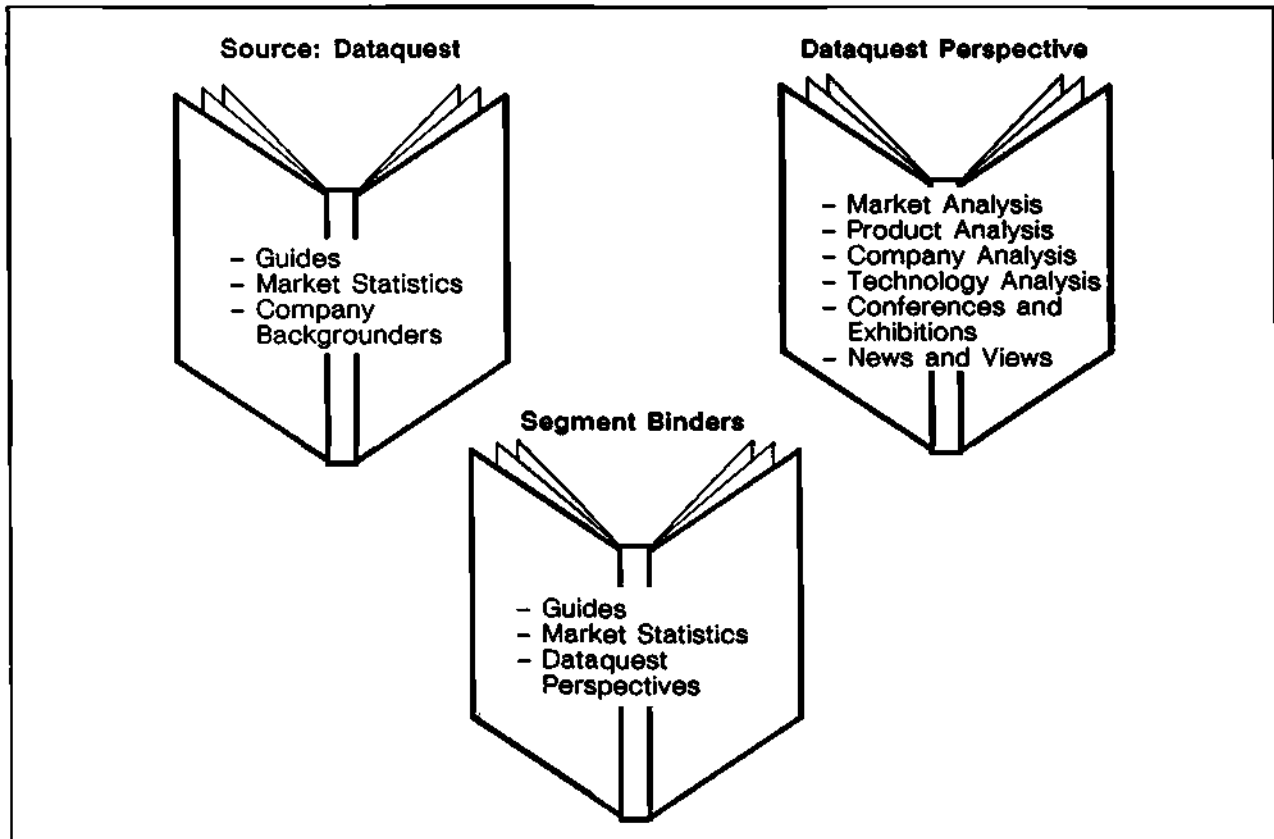 Source: Dataquest
– Guides
– Market Statistics
– Company
Backgrounders
Dataquest Perspective
– Market Analysis
– Product Analysis
– Company Analysis
– Technology Analysis
– Conferences and
Exhibitions
– News and Views
Segment Binders
– Guides
– Market Statistics
– Dataquest
Perspectives